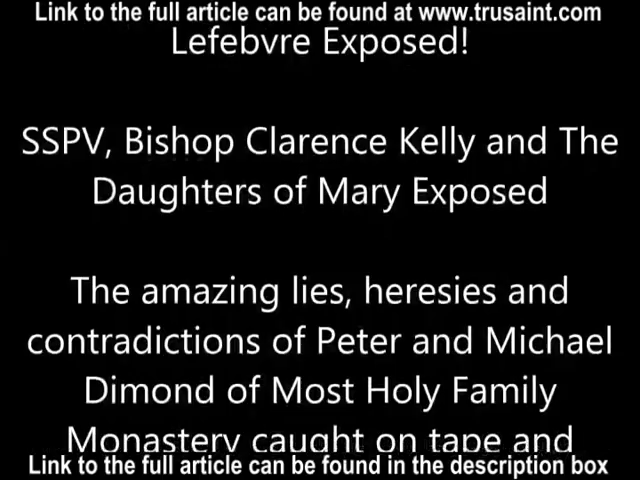 Link to the full article can be found at www.trusaint.com
Lefebvre Exposed!
SSPV, Bishop Clarence Kelly and The
Daughters of Mary Exposed
The amazing lies, heresies and
contradictions of Peter and Michael
Dimond of Most Holy Family
Monastery caught on tape and
Link to the full article can be found in the description box